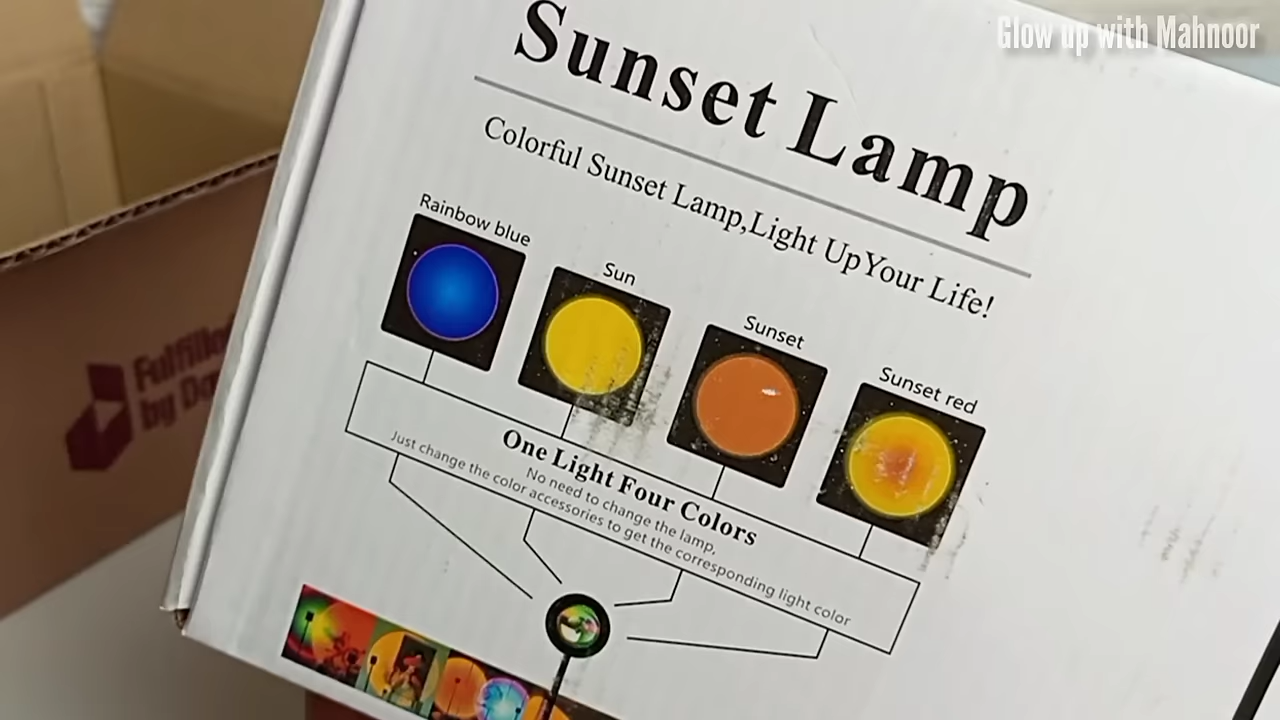 Glow up with Mahnoor
Sunset Lamp
Colorful Sunset Lamp,Light UpYour Life!
Rainbow blue
Sun
Sunset
Sunset red
One Light Four Colors
No need to change the lamp,
Just change the color accessories to get the corresponding light color
by